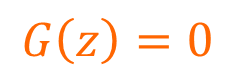 G(z) = 0